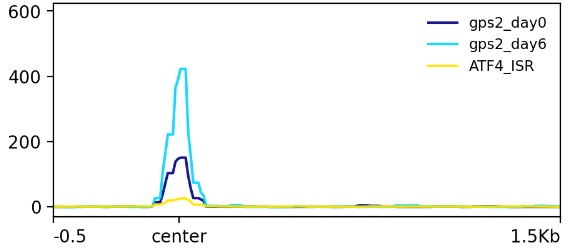 600
400
200
0
gps2_day0
gps2_day6
ATF4_ISR
-0.5 center 1.5Kb